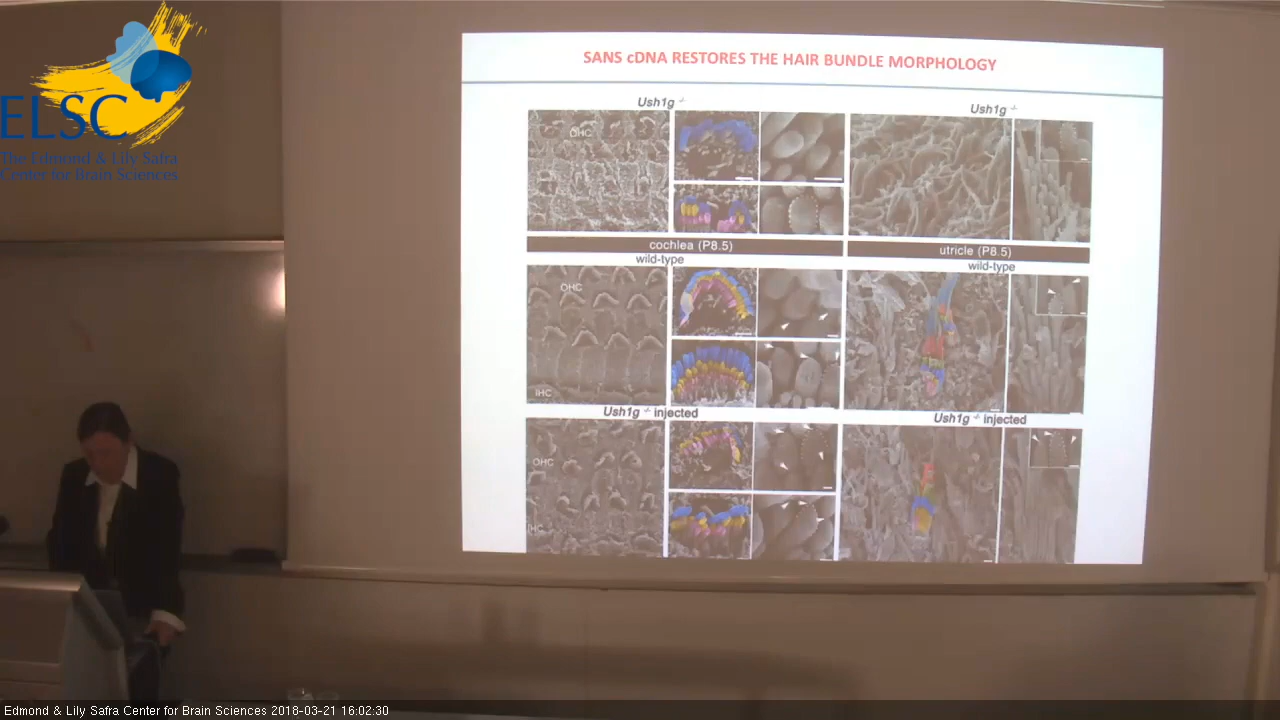 ELSC
The Edmond & Lily Safra
Center for Brain Sciences
SANS cDNA RESTORES THE HAIR BUNDLE MORPHOLOGY
Ush1g -/-
Ush1g -/-
OHC
cochlea (P8.5)
utricle (P8.5)
wild-type
wild-type
OHC
IHC
Ush1g -/- injected
Ush1g -/- injected
OHC
IHC
Edmond & Lily Safra Center for Brain Sciences 2018-03-21 16:02:30